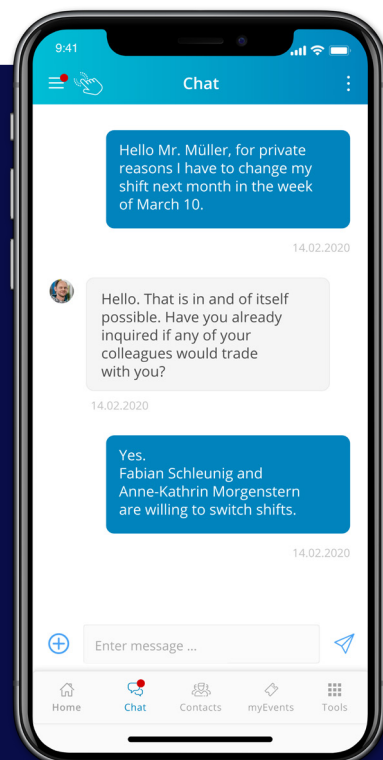 9:41
Chat
Hello Mr. Müller, for private
reasons I have to change my
shift next month in the week
of March 10.
14.02.2020
Hello. That is in and of itself
possible. Have you already
inquired if any of your
colleagues would trade
with you?
14.02.2020
Yes.
Fabian Schleunig and
Anne-Kathrin Morgenstern
are willing to switch shifts.
14.02.2020
Enter message ...
Home Chat Contacts myEvents Tools